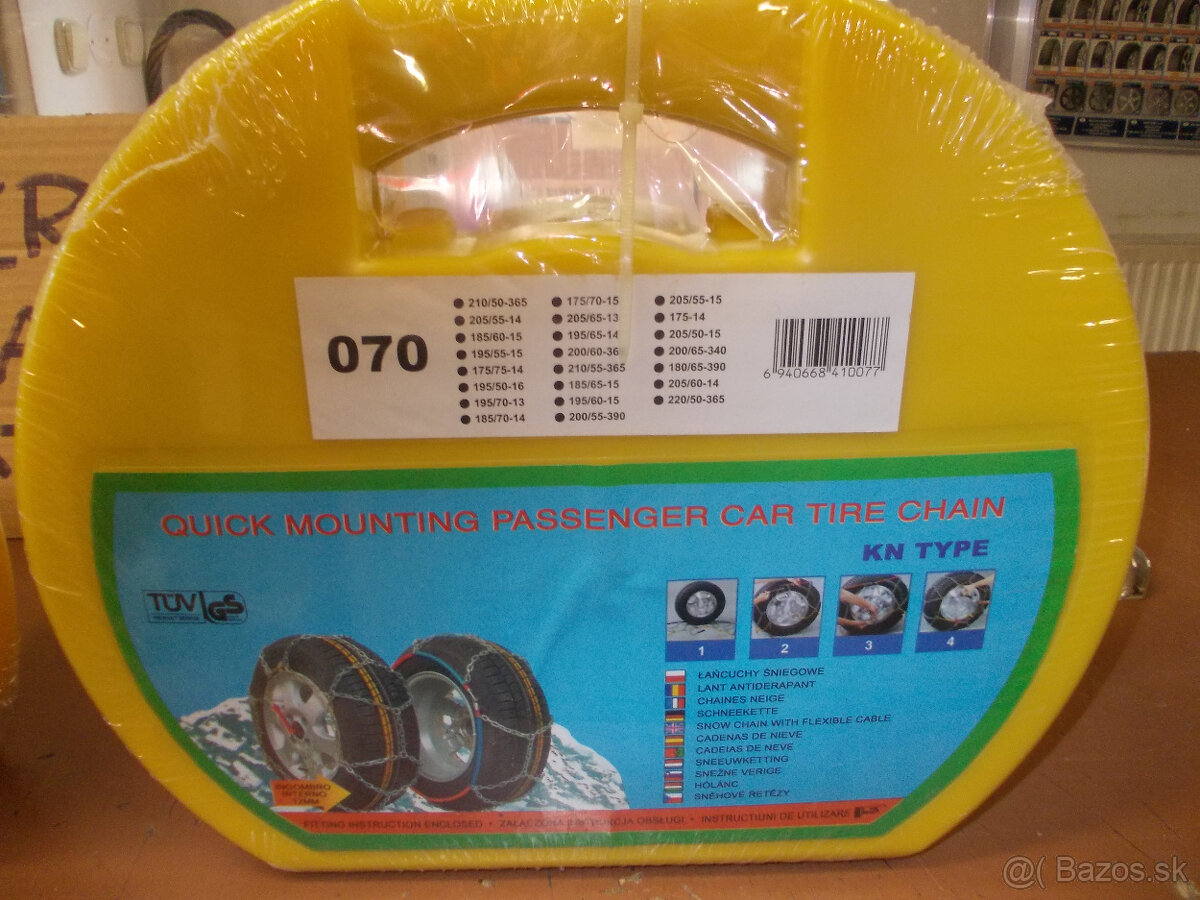 070
210/50-365
205/55-14
185/60-15
195/55-15
175/75-14
195/50-16
195/70-13
185/70-14
175/70-15
205/65-13
195/65-14
200/60-36
210/55-365
185/65-15
195/60-15
200/55-390
205/55-15
175-14
205/50-15
200/65-340
180/65-390
205/60-14
220/50-365
6 940668 410077
QUICK MOUNTING PASSENGER CAR TIRE CHAIN
KN TYPE
TÜV GS
1 2 3 4
ŁAŃCUCHY ŚNIEGOWE
LANT ANTIDERAPANT
CHAINES NEIGE
SCHNEEKETTE
SNOW CHAIN WITH FLEXIBLE CABLE
CADENAS DE NIEVE
CADEIAS DE NEVE
SNEEUWKETTING
SNEŽNE VERIGE
HÓLÁNC
SNĚHOVÉ ŘETĚZY
INGOMBRO
INTERNO
12MM
FITTING INSTRUCTION ENCLOSED • ZAŁĄCZONA INSTRUKCJA OBSŁUGI • INSTRUCTIUNI DE UTILIZARE
@( Bazos.sk